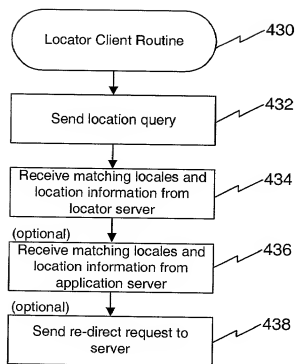 Locator Client Routine
430
Send location query
432
Receive matching locales and
location information from
locator server
434
(optional)
Receive matching locales and
location information from
application server
436
(optional)
Send re-direct request to
server
438